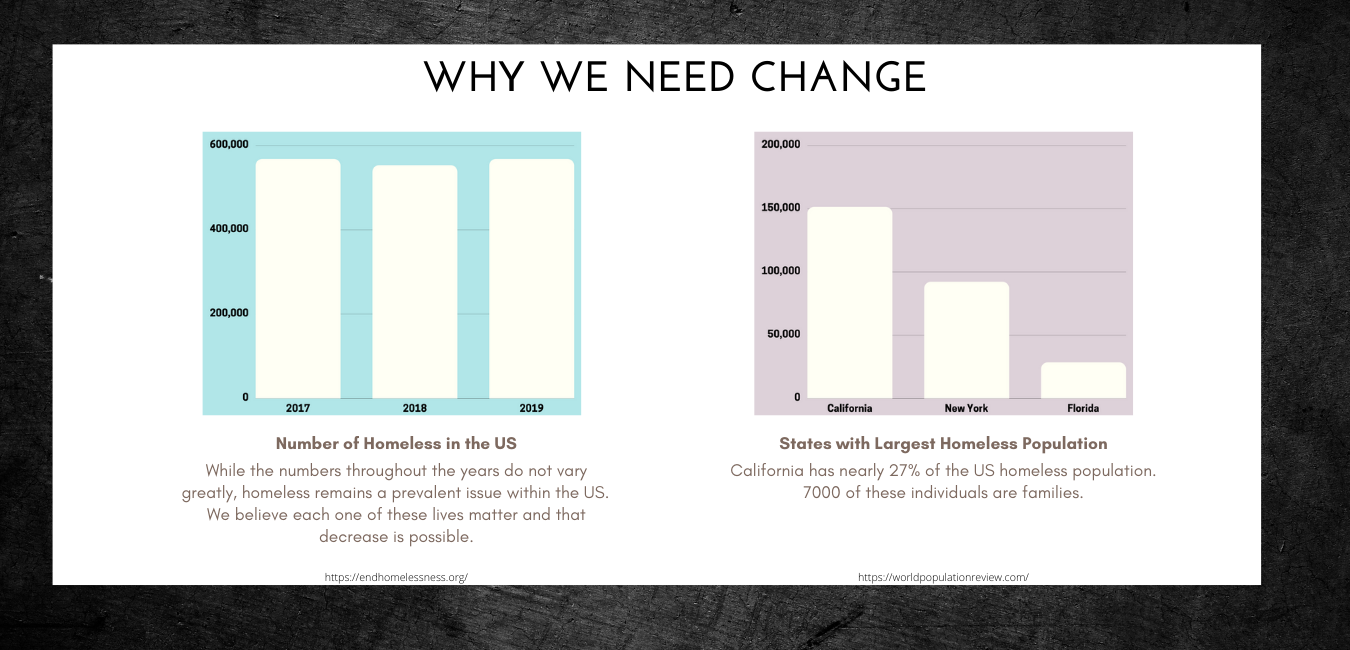 WHY WE NEED CHANGE
600,000
400,000
200,000
0
2017 2018 2019
Number of Homeless in the US
While the numbers throughout the years do not vary
greatly, homeless remains a prevalent issue within the US.
We believe each one of these lives matter and that
decrease is possible.
https://endhomelessness.org/
200,000
150,000
100,000
50,000
0
California New York Florida
States with Largest Homeless Population
California has nearly 27% of the US homeless population.
7000 of these individuals are families.
https://worldpopulationreview.com/